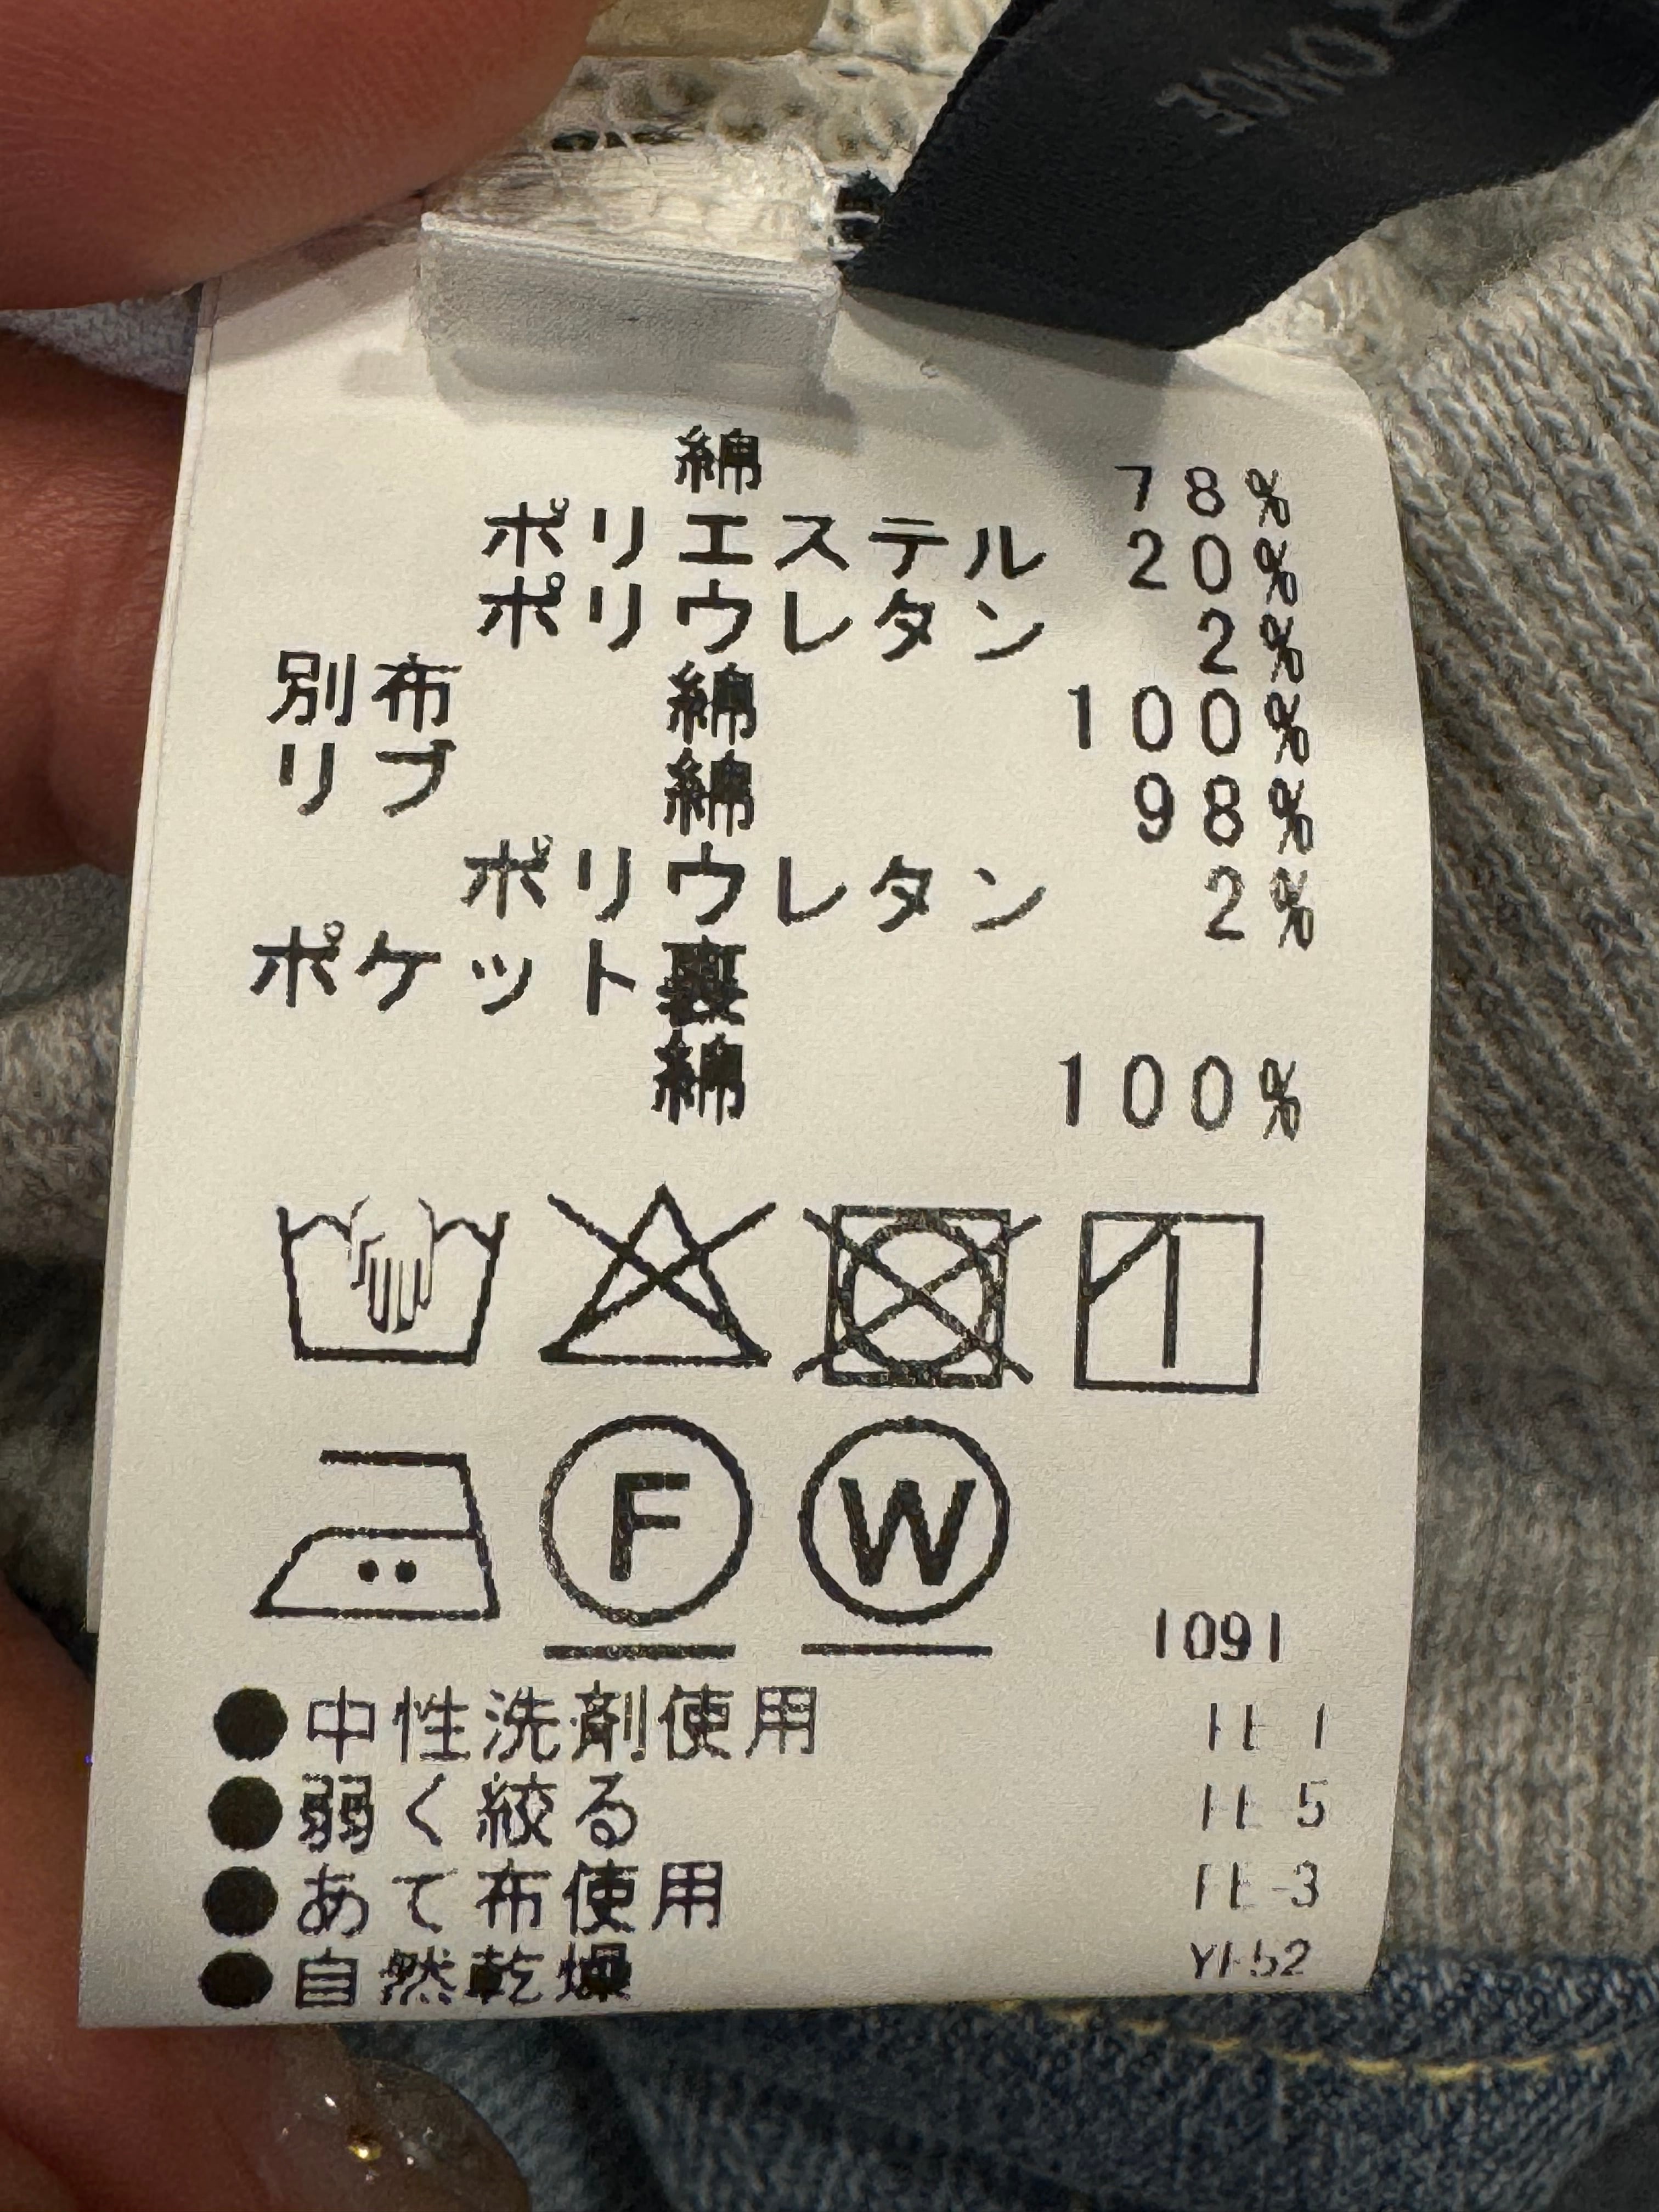 綿 78%
ポリエステル 20%
ポリウレタン 2%
別布 綿 100%
リブ 綿 98%
ポリウレタン 2%
ポケット裏
綿 100%
F W
1091
●中性洗剤使用
●弱く絞る 5
●あて布使用 3
●自然乾燥